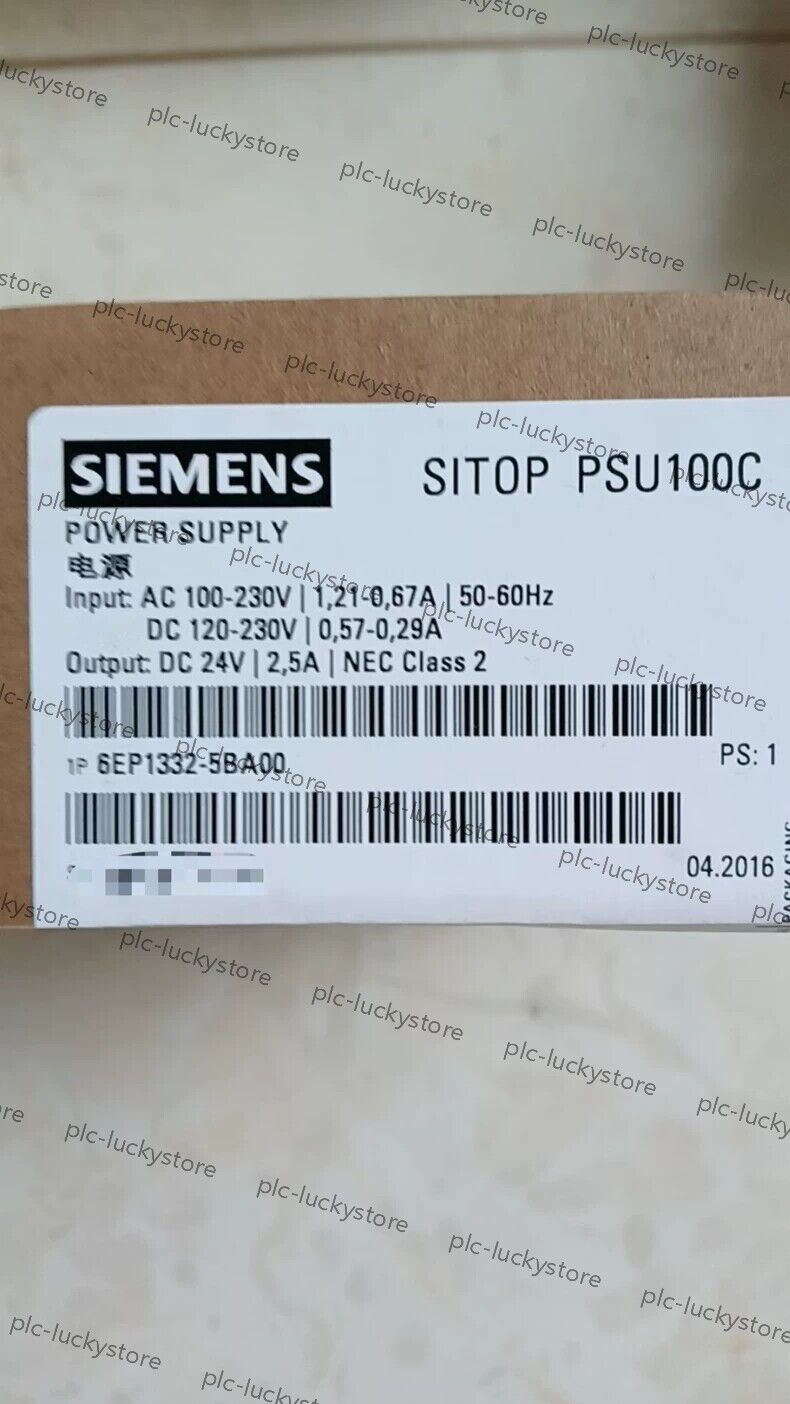 SIEMENS
SITOP PSU100C
POWER SUPPLY
电源
Input: AC 100-230V | 1,21-0,67A | 50-60Hz
DC 120-230V | 0,57-0,29A
Output: DC 24V | 2,5A | NEC Class 2
PS: 1
1P 6EP1332-5BA00
04.2016
PACKAGING
plc-luckystore